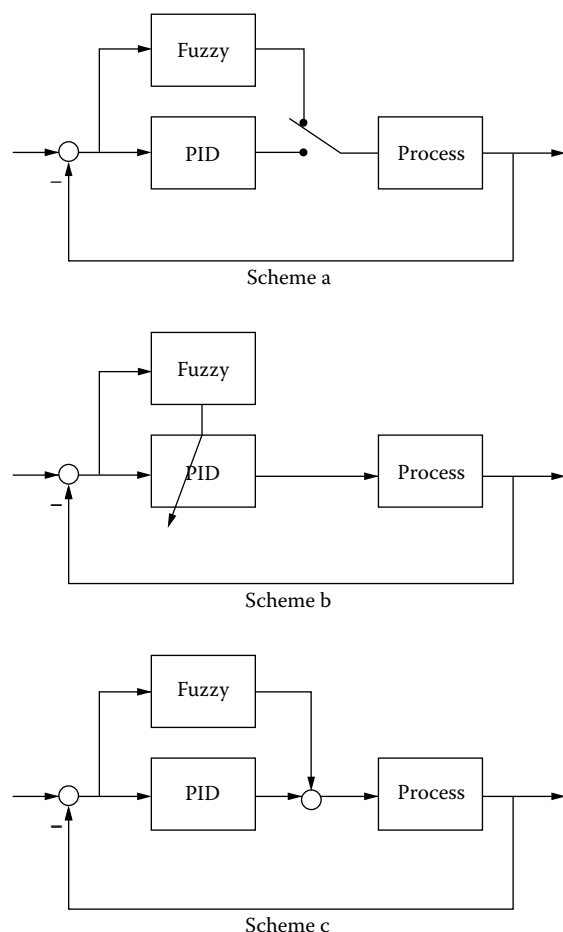 Fuzzy
PID
Process
–
Scheme a
Fuzzy
PID
Process
–
Scheme b
Fuzzy
PID
Process
–
Scheme c